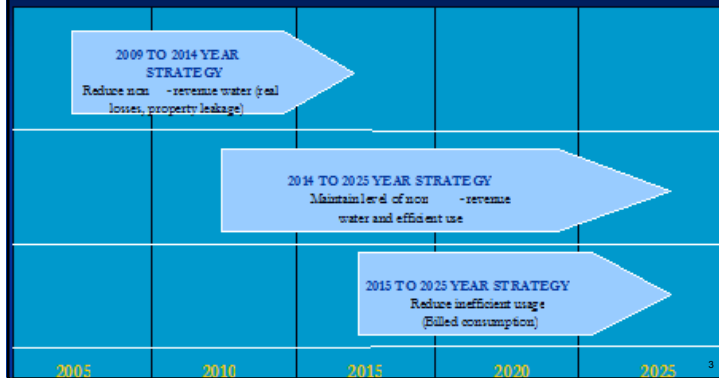 2009 TO 2014 YEAR
STRATEGY
Reduce non -revenue water (real
losses, property leakage)
2014 TO 2025 YEAR STRATEGY
Maintain level of non -revenue
water and efficient use
2015 TO 2025 YEAR STRATEGY
Reduce inefficient usage
(Billed consumption)
2005 2010 2015 2020 2025
3